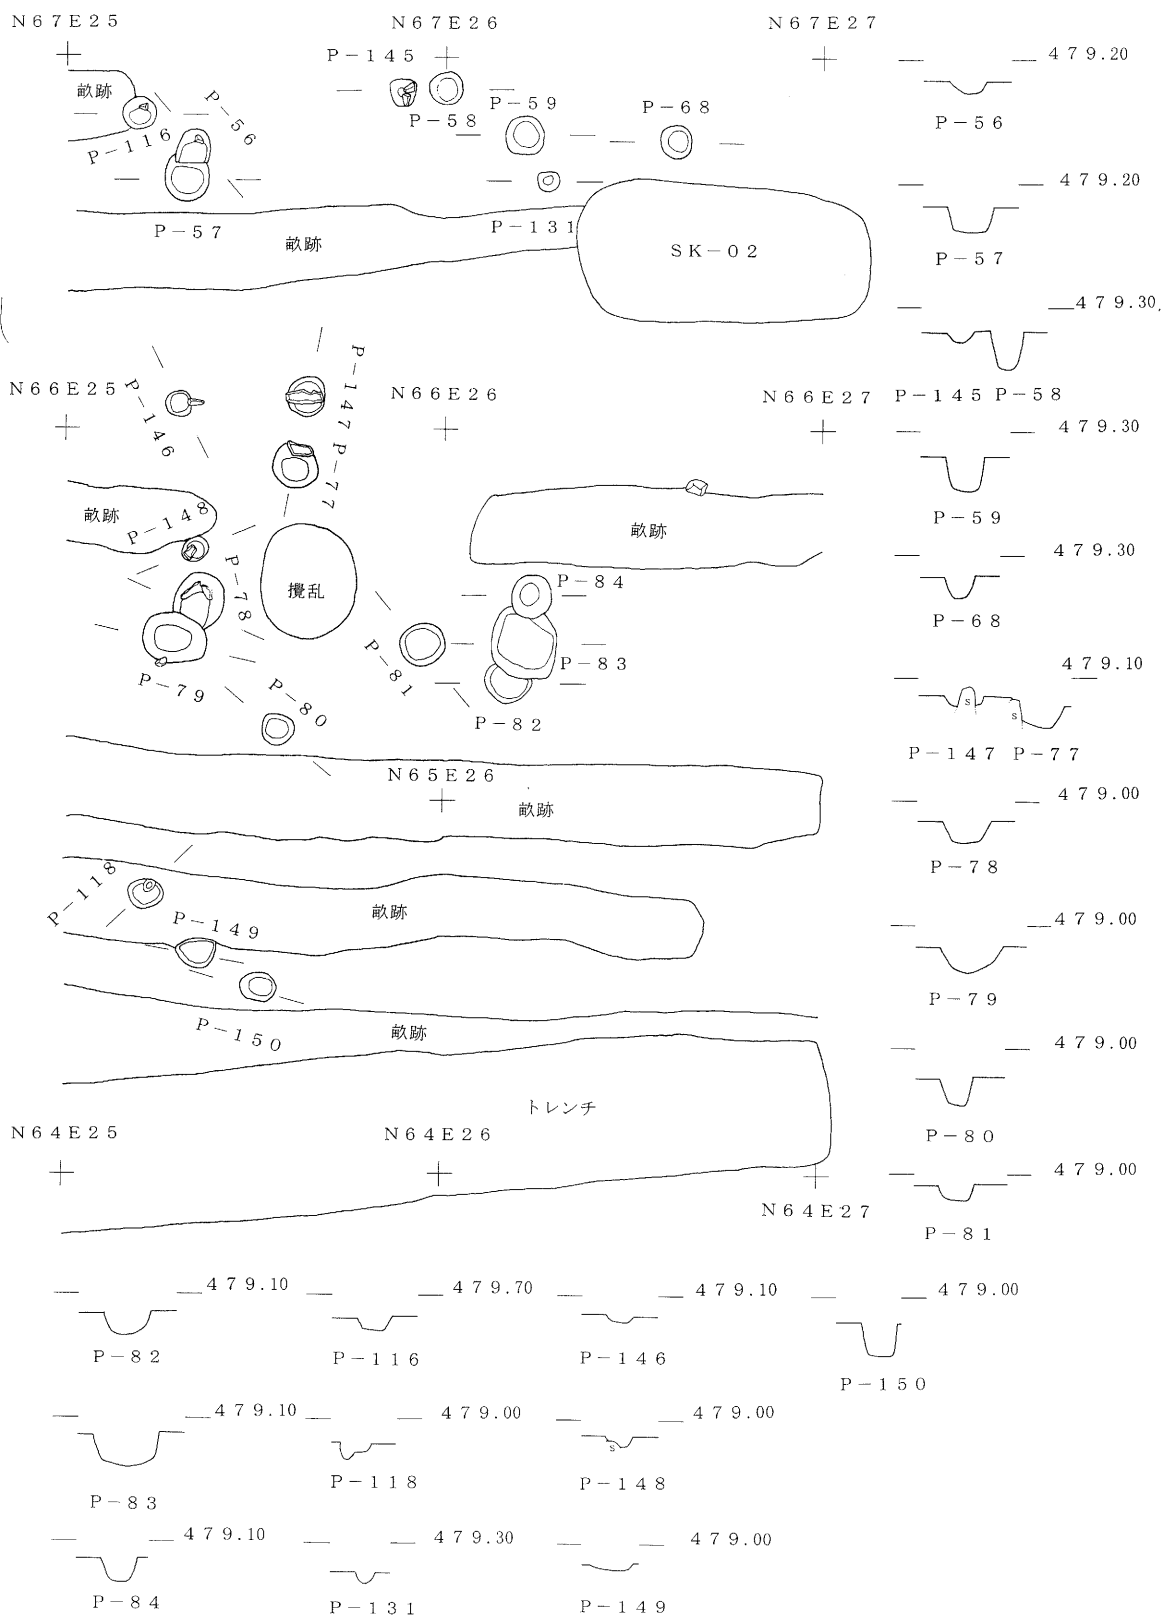 N67E25
N67E26
N67E27
P-145
479.20
畝跡
P-56
P-59
P-68
P-58
P-56
P-116
479.20
P-57
畝跡
P-131
SK-02
P-57
479.30
P-147
N66E25
P-146
N66E26
N66E27
P-145 P-58
479.30
P-77
畝跡
P-148
畝跡
P-59
479.30
P-78
攪乱
P-84
P-68
P-81
P-83
479.10
P-79
P-80
P-82
S
S
P-147 P-77
N65E26
畝跡
479.00
P-78
P-118
畝跡
P-149
479.00
P-79
P-150
畝跡
479.00
トレンチ
N64E25
N64E26
P-80
479.00
N64E27
P-81
479.10
479.70
479.10
479.00
P-82
P-116
P-146
P-150
479.10
479.00
479.00
S
P-83
P-118
P-148
479.10
479.30
479.00
P-84
P-131
P-149